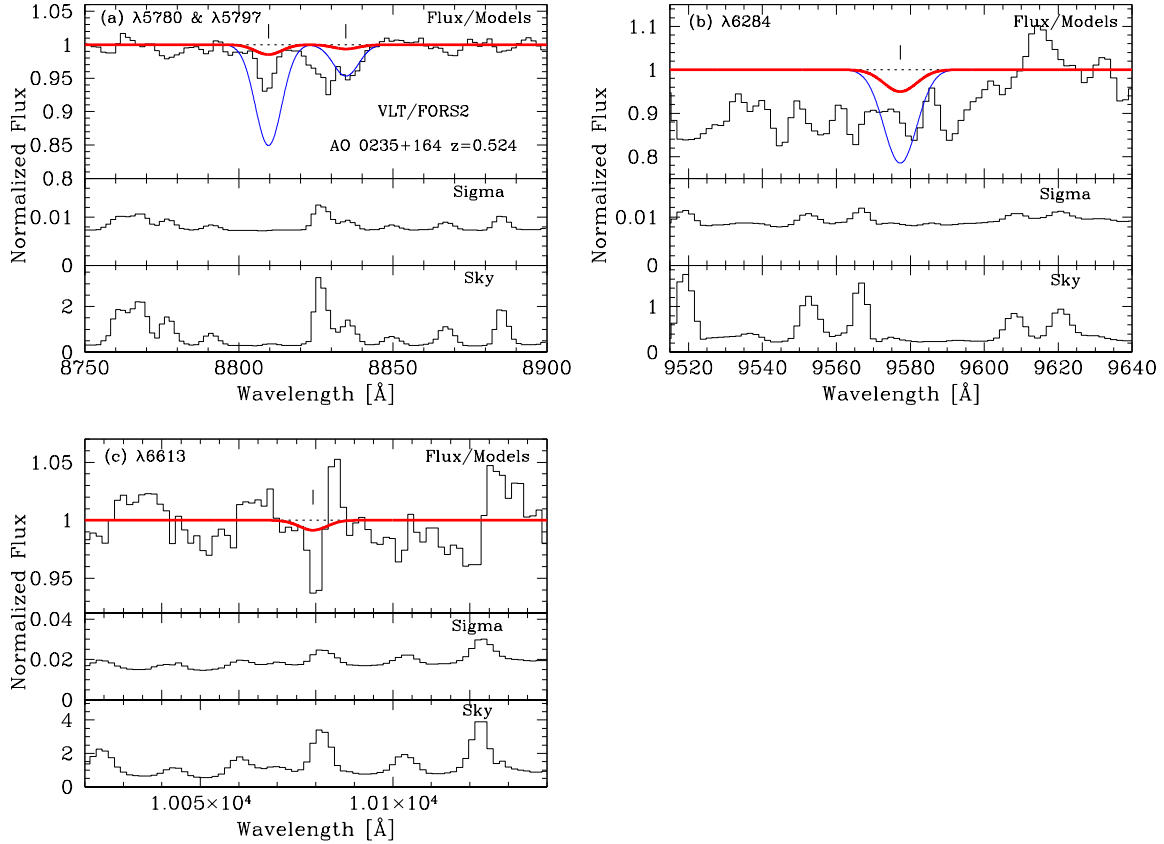 (a) λ5780 & λ5797 Flux/Models
1.05
1
0.95
0.9
0.85
0.8
VLT/FORS2
AO 0235+164 z=0.524
Normalized Flux
Sigma
0.01
0
Sky
2
0
8750 8800 8850 8900
Wavelength [Å]
(b) λ6284 Flux/Models
1.1
1
0.9
0.8
Normalized Flux
Sigma
0.01
0
Sky
1
0
9520 9540 9560 9580 9600 9620 9640
Wavelength [Å]
(c) λ6613 Flux/Models
1.05
1
0.95
Normalized Flux
0.04
Sigma
0.02
0
Sky
4
2
0
1.005×10⁴ 1.01×10⁴
Wavelength [Å]